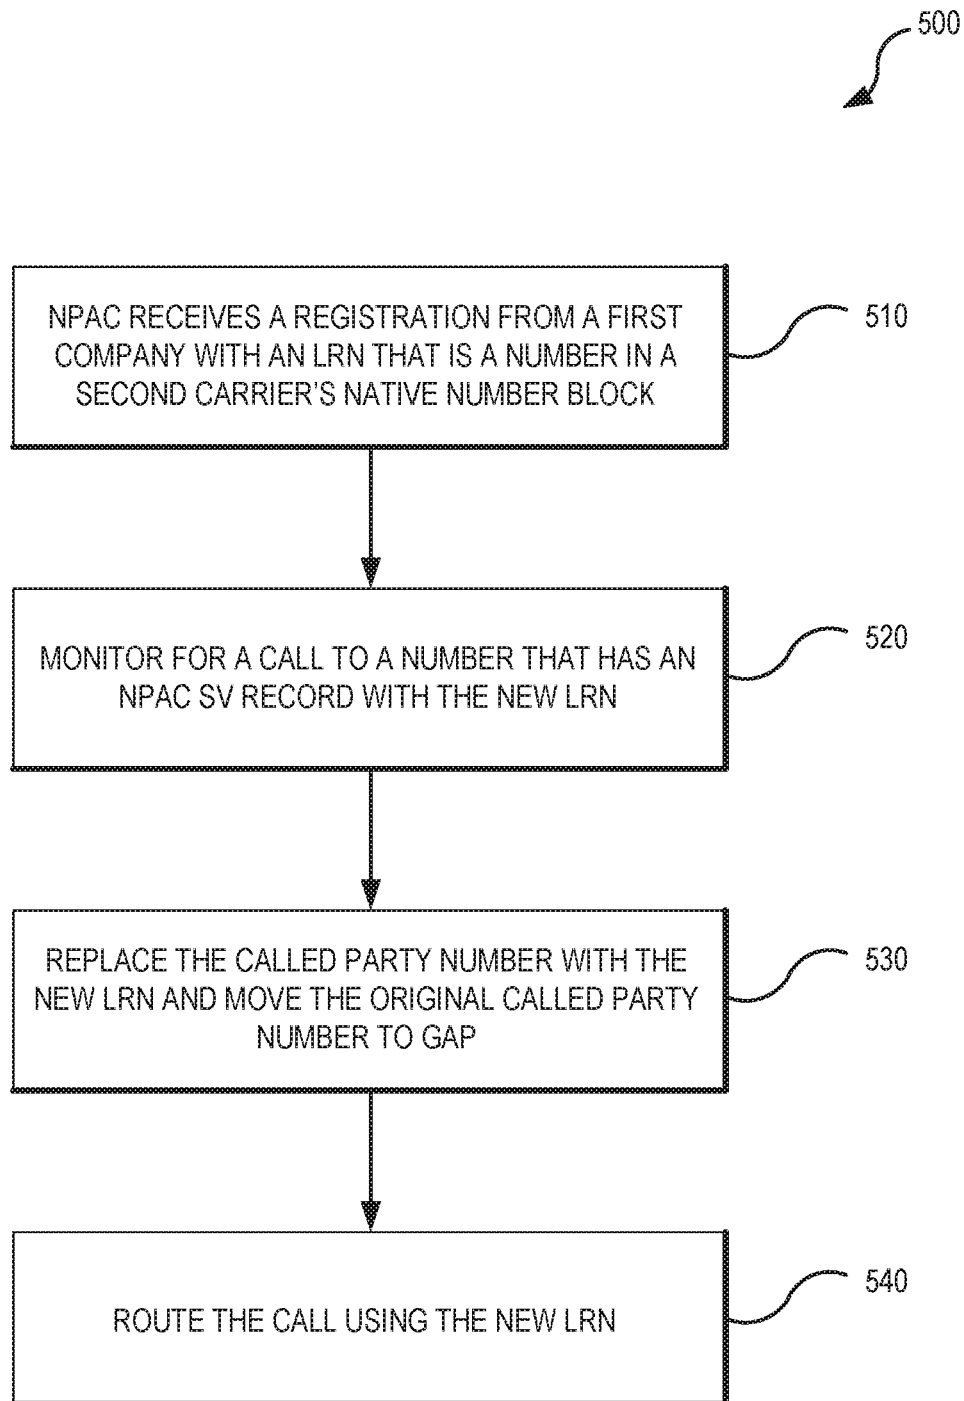 500
NPAC RECEIVES A REGISTRATION FROM A FIRST
COMPANY WITH AN LRN THAT IS A NUMBER IN A
SECOND CARRIER'S NATIVE NUMBER BLOCK
510
MONITOR FOR A CALL TO A NUMBER THAT HAS AN
NPAC SV RECORD WITH THE NEW LRN
520
REPLACE THE CALLED PARTY NUMBER WITH THE
NEW LRN AND MOVE THE ORIGINAL CALLED PARTY
NUMBER TO GAP
530
ROUTE THE CALL USING THE NEW LRN
540